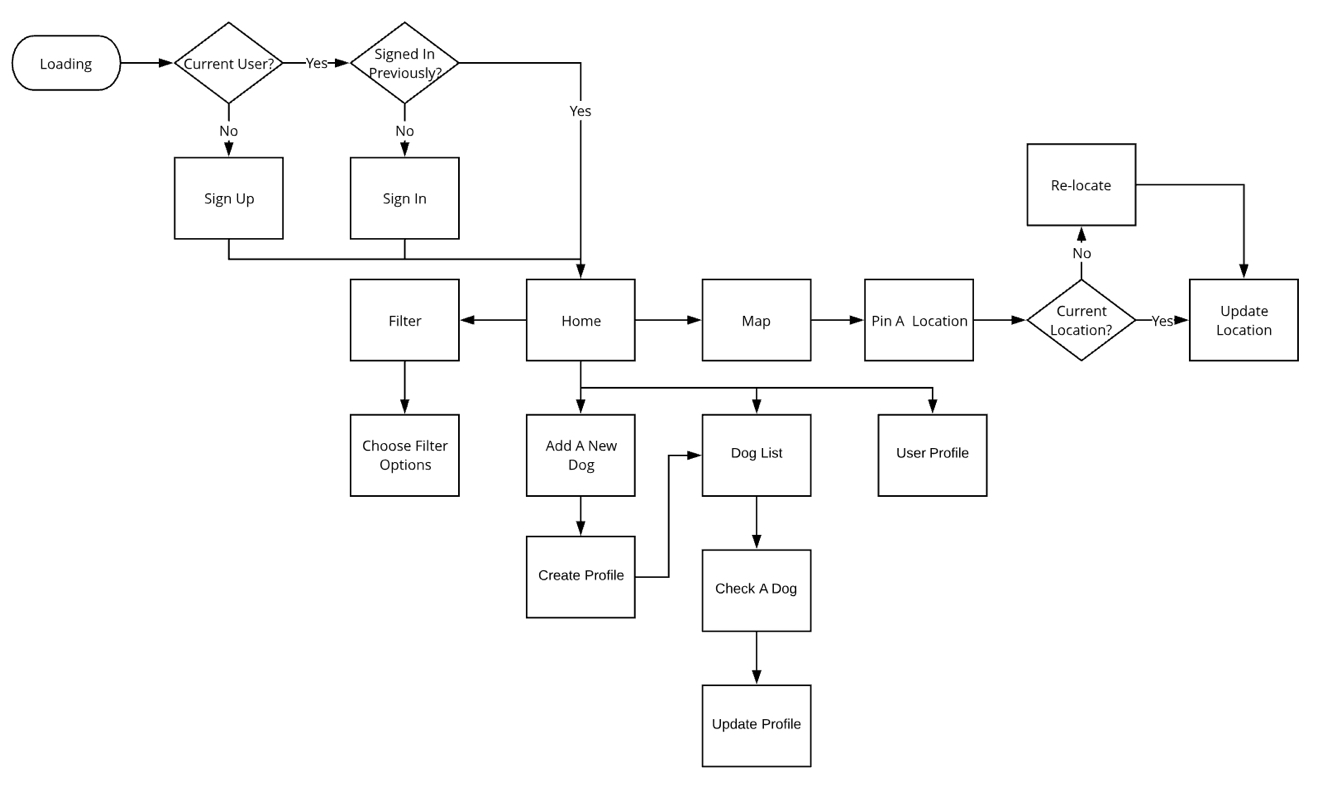 Loading
Current User?
Yes
Signed In
Previously?
Yes
No
No
Sign Up
Sign In
Re-locate
No
Filter
Home
Map
Pin A  Location
Current
Location?
Yes
Update
Location
Choose Filter
Options
Add A New
Dog
Dog List
User Profile
Create Profile
Check A Dog
Update Profile